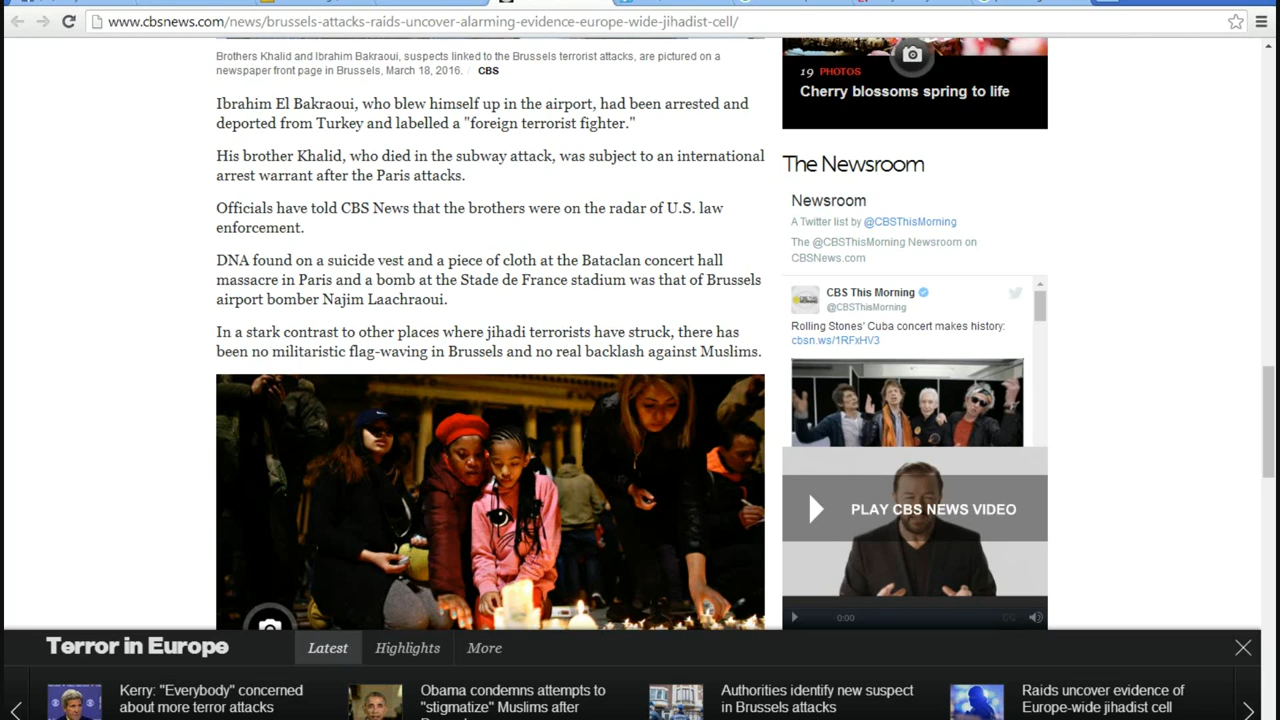 www.cbsnews.com/news/brussels-attacks-raids-uncover-alarming-evidence-europe-wide-jihadist-cell/
Brothers Khalid and Ibrahim Bakraoui, suspects linked to the Brussels terrorist attacks, are pictured on a
newspaper front page in Brussels, March 18, 2016. / CBS
Ibrahim El Bakraoui, who blew himself up in the airport, had been arrested and
deported from Turkey and labelled a "foreign terrorist fighter."
His brother Khalid, who died in the subway attack, was subject to an international
arrest warrant after the Paris attacks.
Officials have told CBS News that the brothers were on the radar of U.S. law
enforcement.
DNA found on a suicide vest and a piece of cloth at the Bataclan concert hall
massacre in Paris and a bomb at the Stade de France stadium was that of Brussels
airport bomber Najim Laachraoui.
In a stark contrast to other places where jihadi terrorists have struck, there has
been no militaristic flag-waving in Brussels and no real backlash against Muslims.
19 PHOTOS
Cherry blossoms spring to life
The Newsroom
Newsroom
A Twitter list by @CBSThisMorning
The @CBSThisMorning Newsroom on
CBSNews.com
CBS This Morning
@CBSThisMorning
Rolling Stones' Cuba concert makes history:
cbsn.ws/1RFxHV3
PLAY CBS NEWS VIDEO
0:00
Terror in Europe
Latest
Highlights
More
Kerry: "Everybody" concerned
about more terror attacks
Obama condemns attempts to
"stigmatize" Muslims after
Authorities identify new suspect
in Brussels attacks
Raids uncover evidence of
Europe-wide jihadist cell